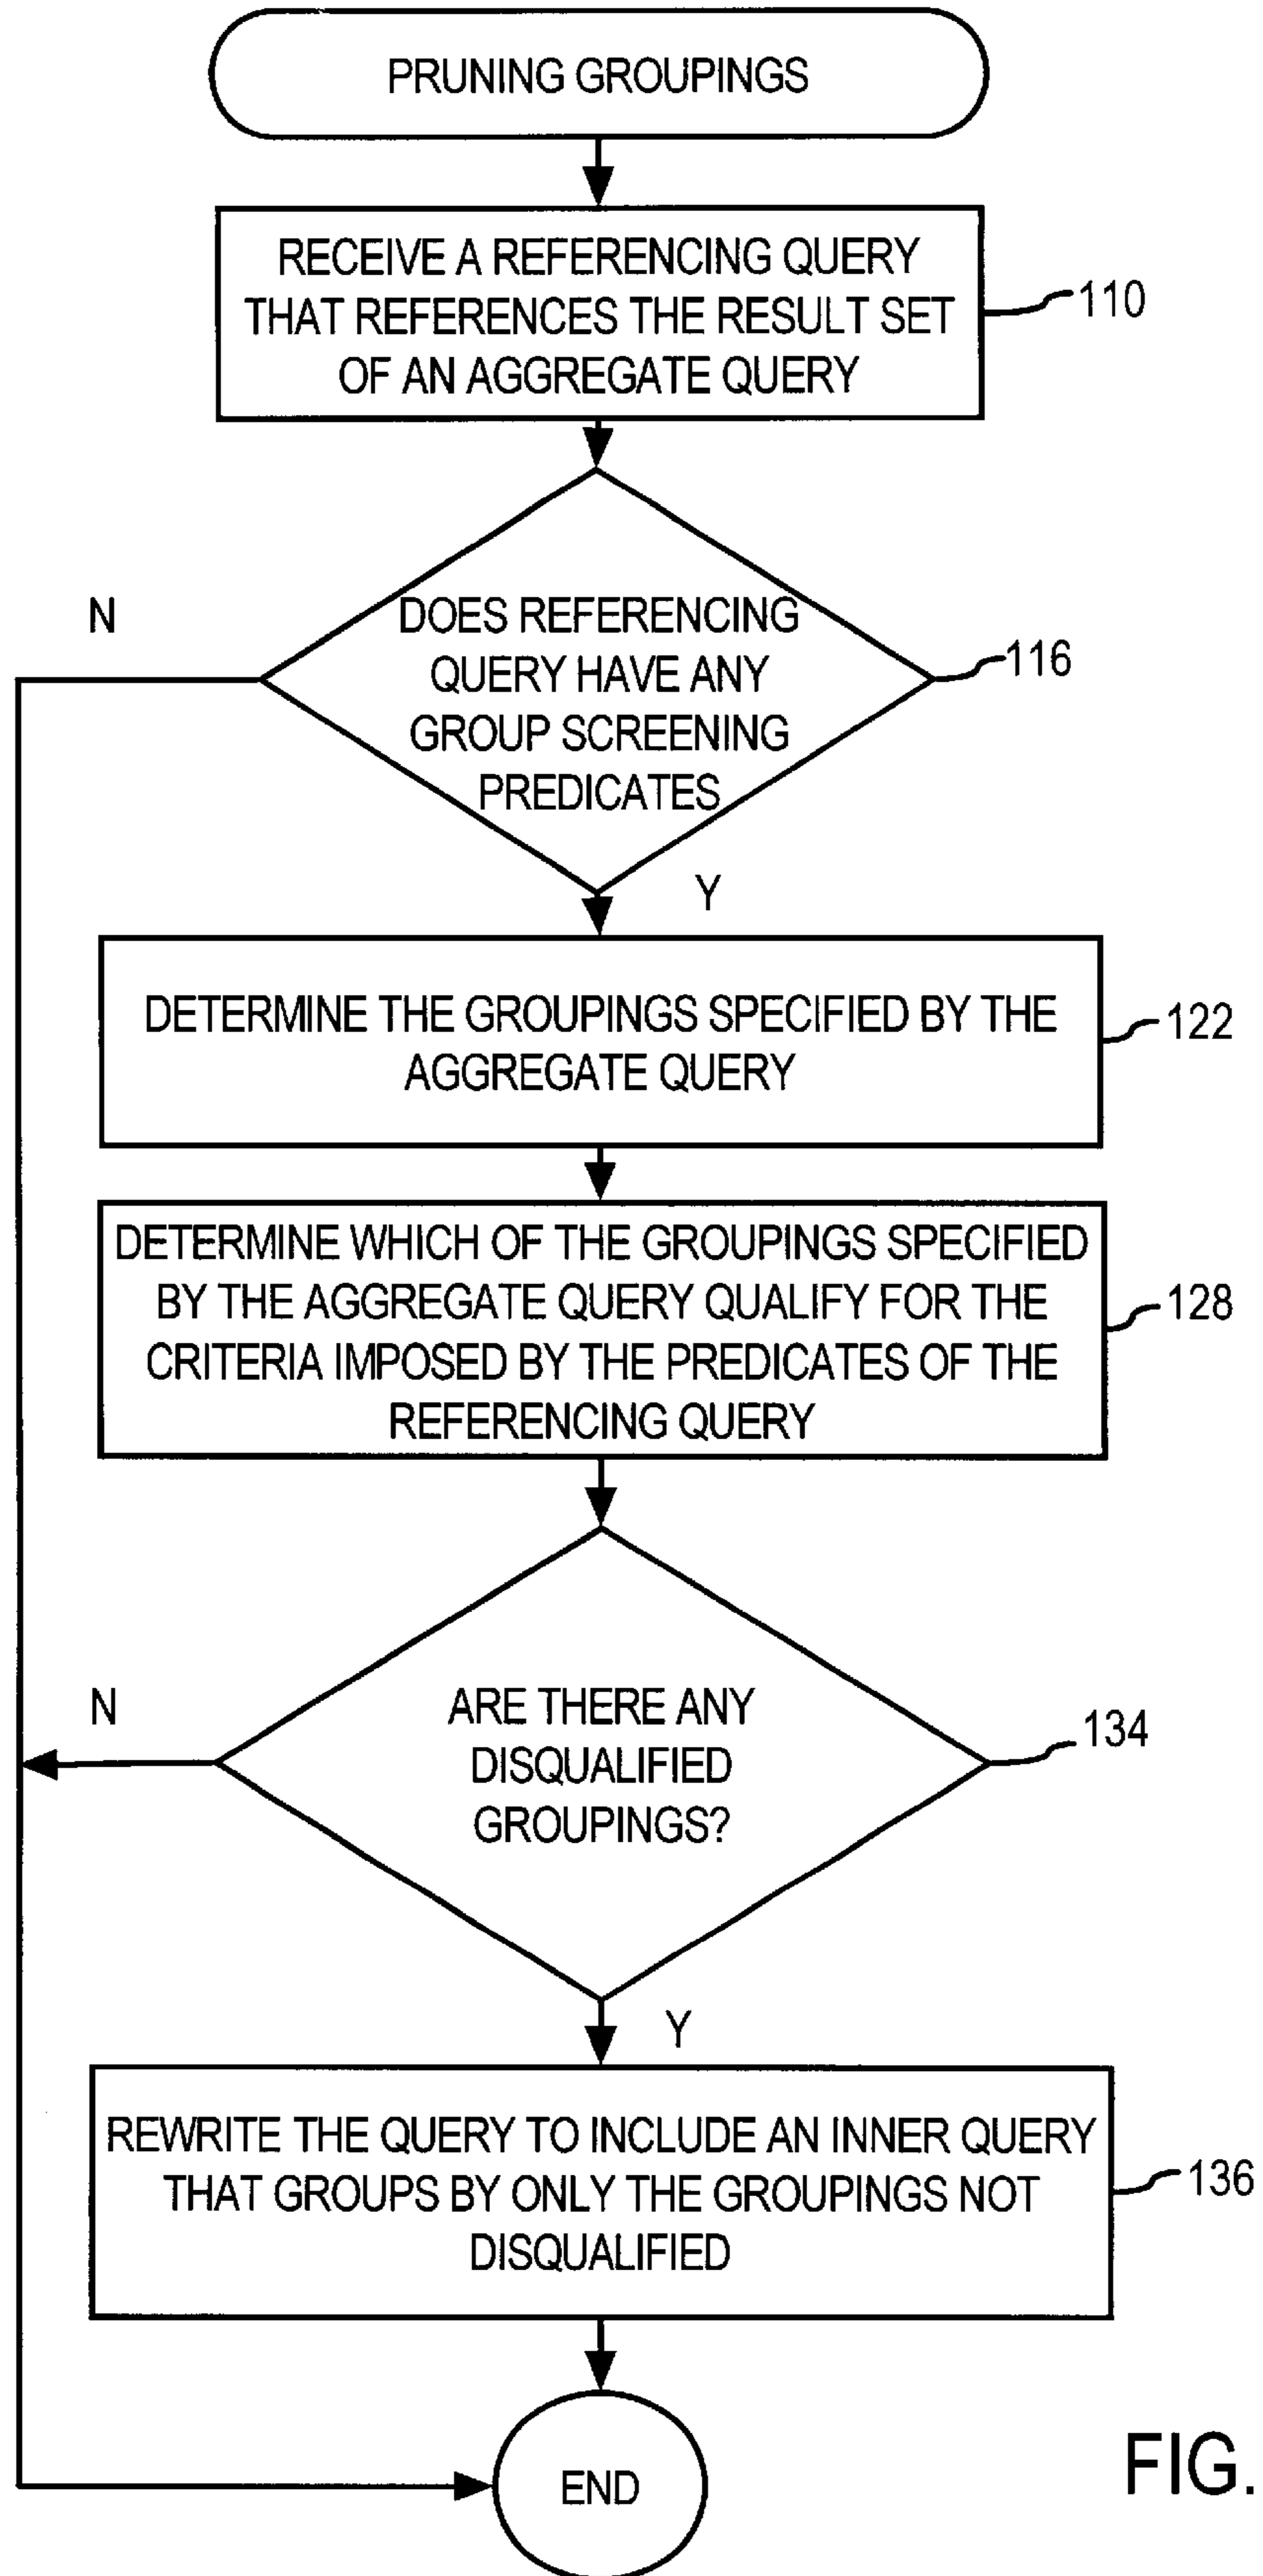 PRUNING GROUPINGS
RECEIVE A REFERENCING QUERY
THAT REFERENCES THE RESULT SET
OF AN AGGREGATE QUERY
110
N
DOES REFERENCING
QUERY HAVE ANY
GROUP SCREENING
PREDICATES
116
Y
DETERMINE THE GROUPINGS SPECIFIED BY THE
AGGREGATE QUERY
122
DETERMINE WHICH OF THE GROUPINGS SPECIFIED
BY THE AGGREGATE QUERY QUALIFY FOR THE
CRITERIA IMPOSED BY THE PREDICATES OF THE
REFERENCING QUERY
128
N
ARE THERE ANY
DISQUALIFIED
GROUPINGS?
134
Y
REWRITE THE QUERY TO INCLUDE AN INNER QUERY
THAT GROUPS BY ONLY THE GROUPINGS NOT
DISQUALIFIED
136
END
FIG.